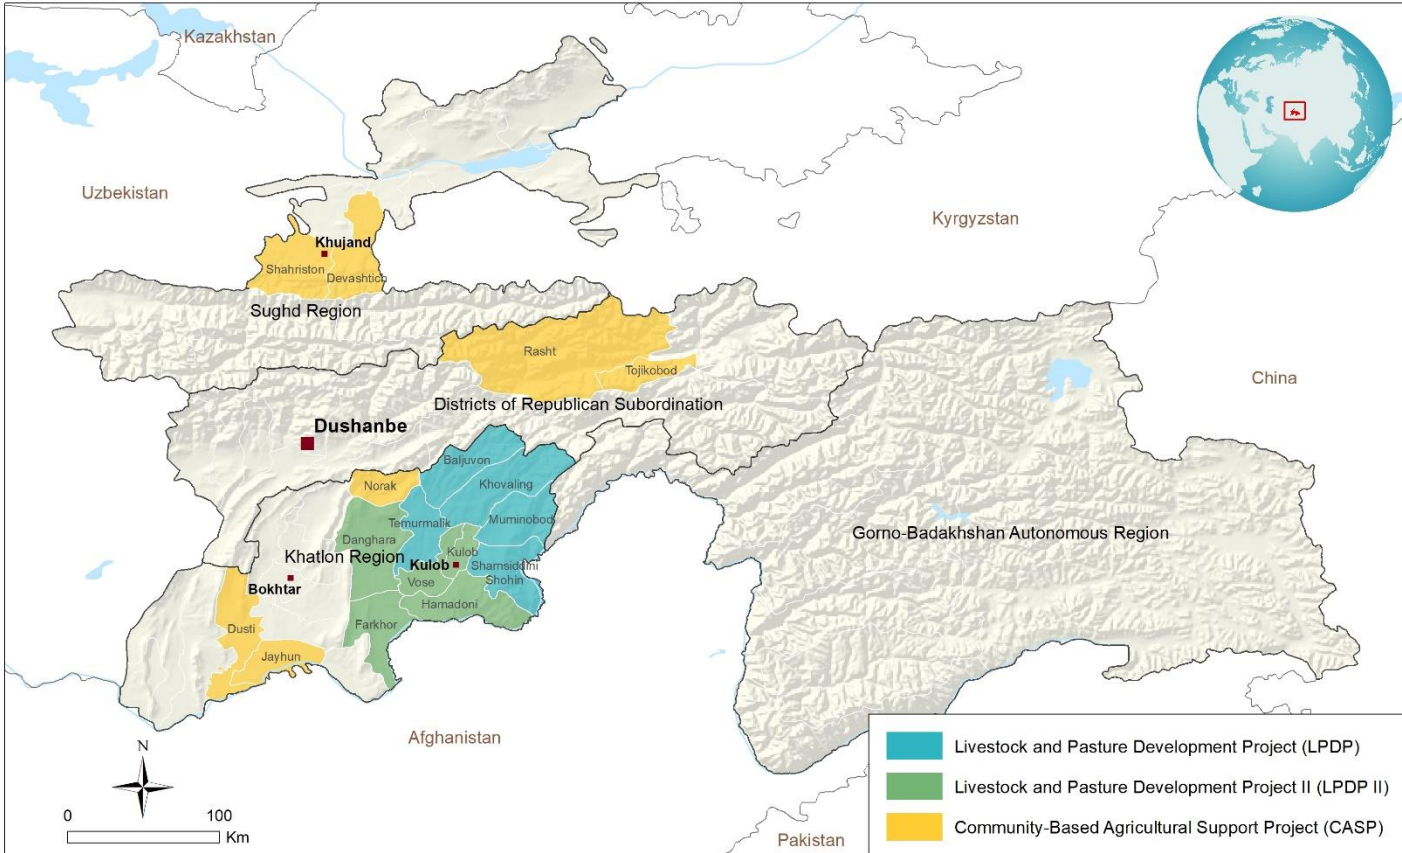 Kazakhstan
Uzbekistan
Kyrgyzstan
Khujand
Shahriston
Devashtich
Sughd Region
Rasht
Tojikobod
China
Districts of Republican Subordination
Dushanbe
Baljuvon
Norak
Khovaling
Temurmalik
Muminobod
Danghara
Gorno-Badakhshan Autonomous Region
Khatlon Region
Kulob
Kulob
Shamsiddini
Shohin
Vose
Bokhtar
Hamadoni
Dusti
Farkhor
Jayhun
Afghanistan
N
0 100
Km
Pakistan
Livestock and Pasture Development Project (LPDP)
Livestock and Pasture Development Project II (LPDP II)
Community-Based Agricultural Support Project (CASP)